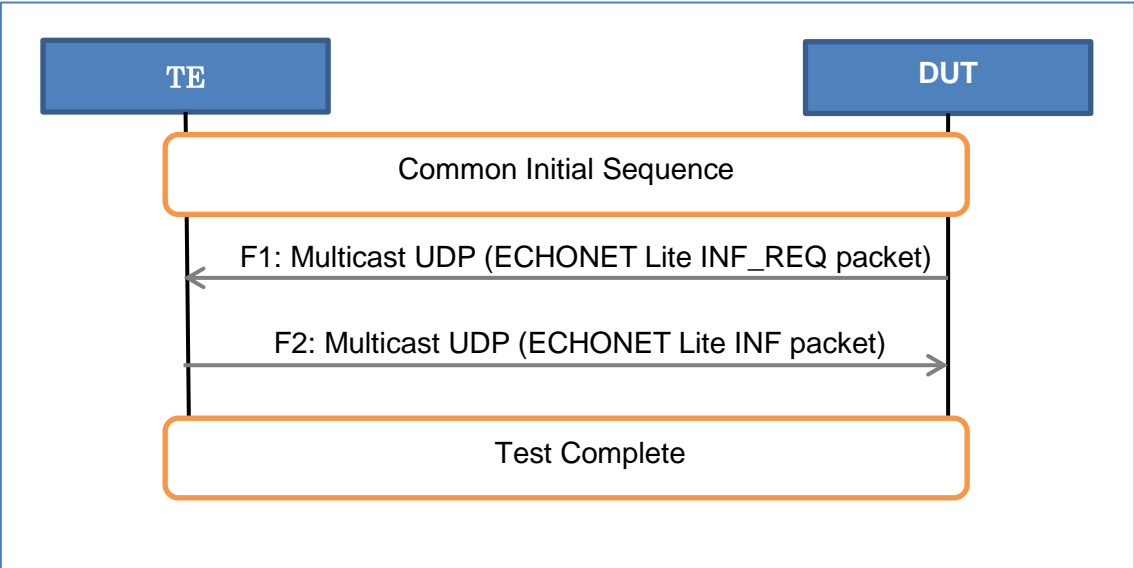 TE
DUT
Common Initial Sequence
F1: Multicast UDP (ECHONET Lite INF_REQ packet)
F2: Multicast UDP (ECHONET Lite INF packet)
Test Complete